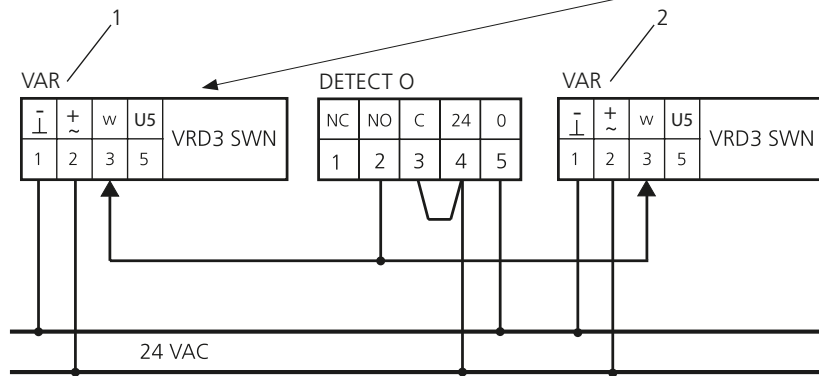 1 2
VAR DETECT O VAR
-
⊥ +
~ w U5 VRD3 SWN NC NO C 24 0 -
⊥ +
~ w U5 VRD3 SWN
1 2 3 5 1 2 3 4 5 1 2 3 5
24 VAC